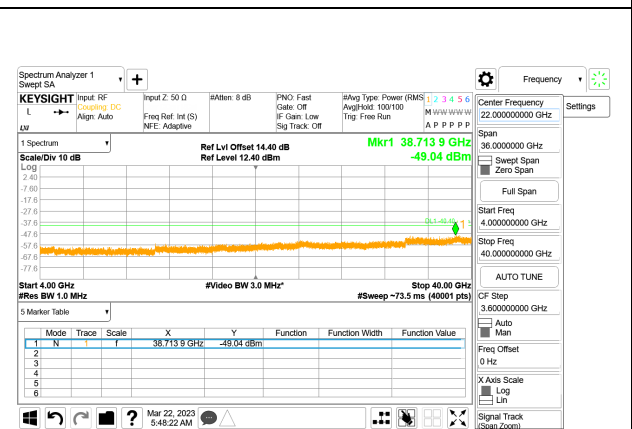 Spectrum Analyzer 1
Swept SA
Frequency
KEYSIGHT
Input: RF
Input Z: 50 Ω
#Atten: 8 dB
PNO: Fast
#Avg Type: Power (RMS
1 2 3 4 5 6
L
Coupling: DC
Gate: Off
Avg|Hold: 100/100
M W W W W W
Align: Auto
Freq Ref: Int (S)
IF Gain: Low
Trig: Free Run
NFE: Adaptive
Sig Track: Off
A P P P P P
Center Frequency
22.00000000 GHz
Settings
1 Spectrum
Ref Lvl Offset 14.40 dB
Mkr1 38.713 9 GHz
Scale/Div 10 dB
Ref Level 12.40 dBm
-49.04 dBm
Span
36.0000000 GHz
Swept Span
Zero Span
Log
2.40
-7.60
-17.6
-27.6
-37.6
-47.6
-57.6
-67.6
-77.6
1
Full Span
Start Freq
4.000000000 GHz
Stop Freq
40.00000000 GHz
AUTO TUNE
Start 4.00 GHz
#Video BW 3.0 MHz*
Stop 40.00 GHz
#Res BW 1.0 MHz
#Sweep ~73.5 ms (40001 pts)
CF Step
3.600000000 GHz
Auto
Man
5 Marker Table
Mode Trace Scale X Y Function Function Width Function Value
1 N 1 f 38.713 9 GHz -49.04 dBm
2
3
4
5
6
Freq Offset
0 Hz
X Axis Scale
Log
Lin
Signal Track
(Span Zoom)
?
Mar 22, 2023
5:48:22 AM